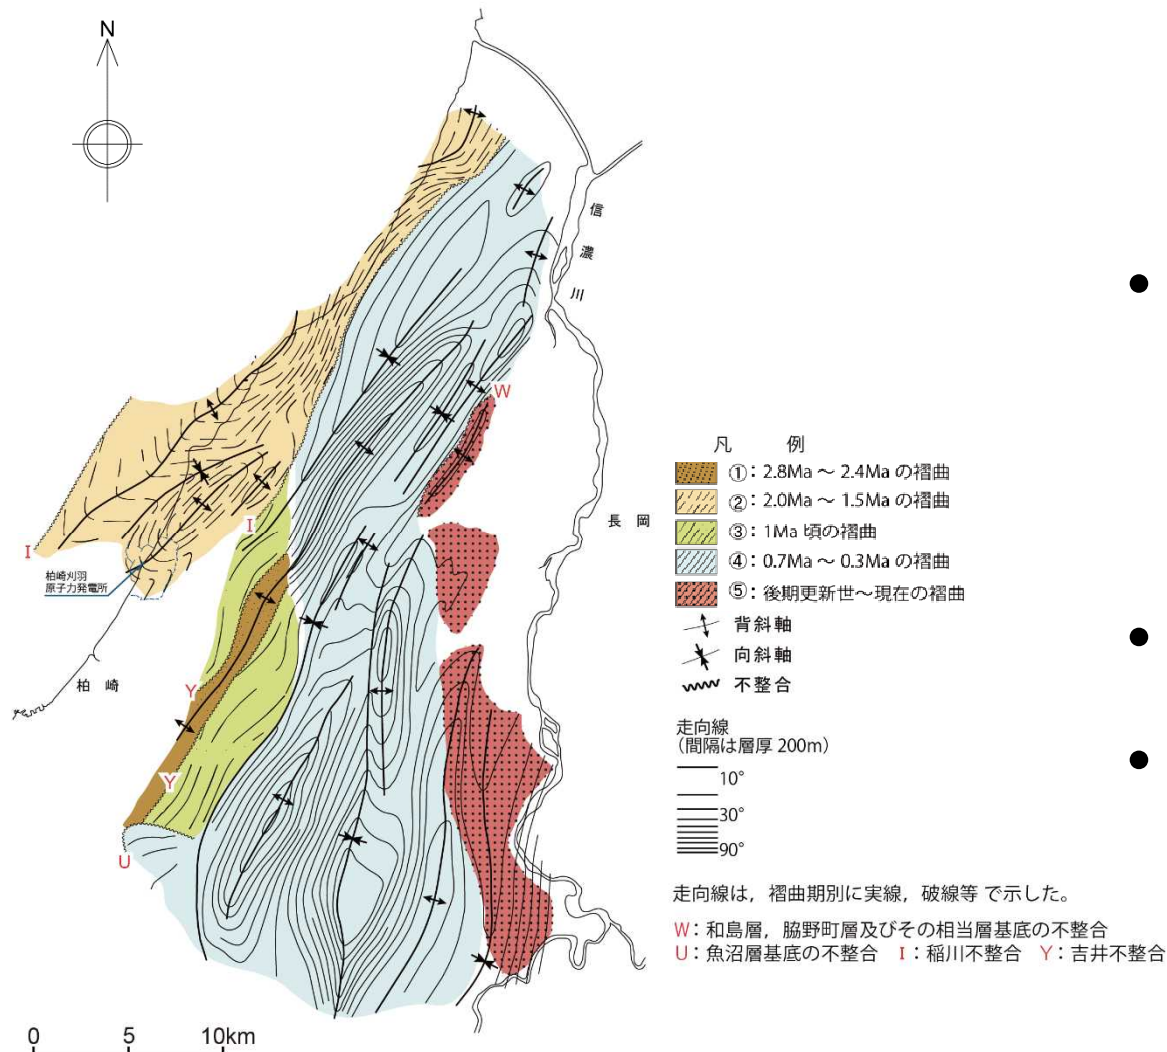 N
信
濃
川
W
I
I
柏崎刈羽
原子力発電所
長 岡
柏 崎
Y
Y
U
0 5 10km
凡 例
①：2.8Ma ～ 2.4Ma の褶曲
②：2.0Ma ～ 1.5Ma の褶曲
③：1Ma 頃の褶曲
④：0.7Ma ～ 0.3Ma の褶曲
⑤：後期更新世～現在の褶曲
背斜軸
向斜軸
不整合
走向線
（間隔は層厚 200m）
10°
30°
90°
走向線は，褶曲期別に実線，破線等 で示した。
W：和島層，脇野町層及びその相当層基底の不整合
U：魚沼層基底の不整合 I：稲川不整合 Y：吉井不整合